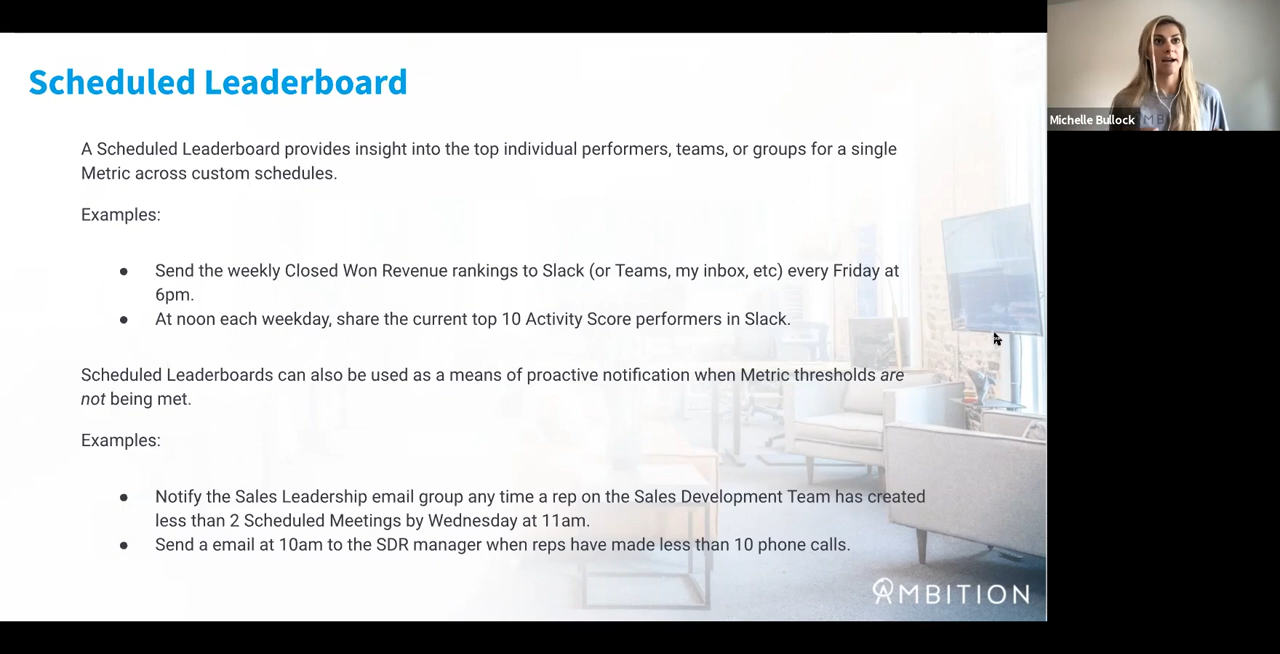 Scheduled Leaderboard
A Scheduled Leaderboard provides insight into the top individual performers, teams, or groups for a single
Metric across custom schedules.
Examples:
● Send the weekly Closed Won Revenue rankings to Slack (or Teams, my inbox, etc) every Friday at
6pm.
● At noon each weekday, share the current top 10 Activity Score performers in Slack.
Scheduled Leaderboards can also be used as a means of proactive notification when Metric thresholds are
not being met.
Examples:
● Notify the Sales Leadership email group any time a rep on the Sales Development Team has created
less than 2 Scheduled Meetings by Wednesday at 11am.
● Send a email at 10am to the SDR manager when reps have made less than 10 phone calls.
AMBITION
Michelle Bullock